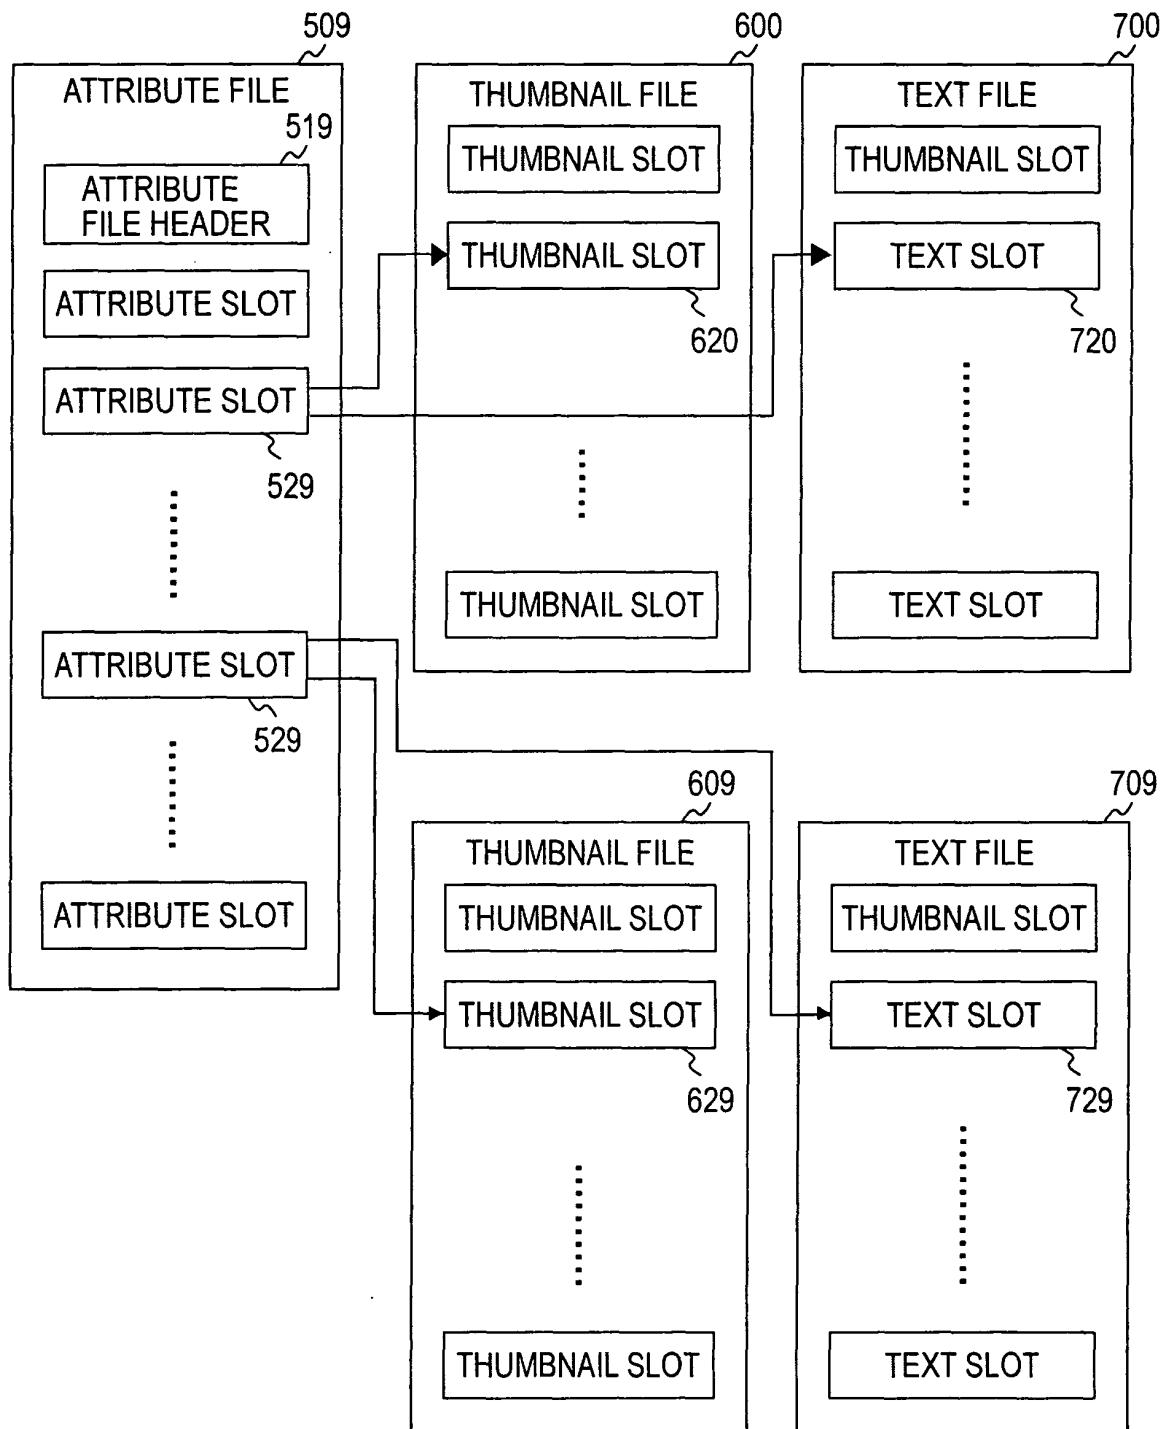 509
ATTRIBUTE FILE
519
ATTRIBUTE
FILE HEADER
ATTRIBUTE SLOT
ATTRIBUTE SLOT
529
ATTRIBUTE SLOT
529
ATTRIBUTE SLOT
600
THUMBNAIL FILE
THUMBNAIL SLOT
THUMBNAIL SLOT
620
THUMBNAIL SLOT
700
TEXT FILE
THUMBNAIL SLOT
TEXT SLOT
720
TEXT SLOT
609
THUMBNAIL FILE
THUMBNAIL SLOT
THUMBNAIL SLOT
629
THUMBNAIL SLOT
709
TEXT FILE
THUMBNAIL SLOT
TEXT SLOT
729
TEXT SLOT